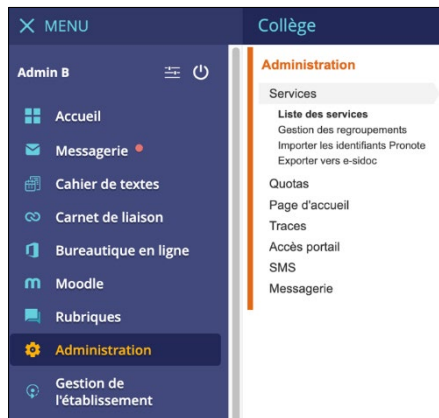 MENU
Admin B
Accueil
Messagerie
Cahier de textes
Carnet de liaison
Bureautique en ligne
Moodle
Rubriques
Administration
Gestion de
l'établissement
Collège
Administration
Services
Liste des services
Gestion des regroupements
Importer les identifiants Pronote
Exporter vers e-sidoc
Quotas
Page d'accueil
Traces
Accès portail
SMS
Messagerie